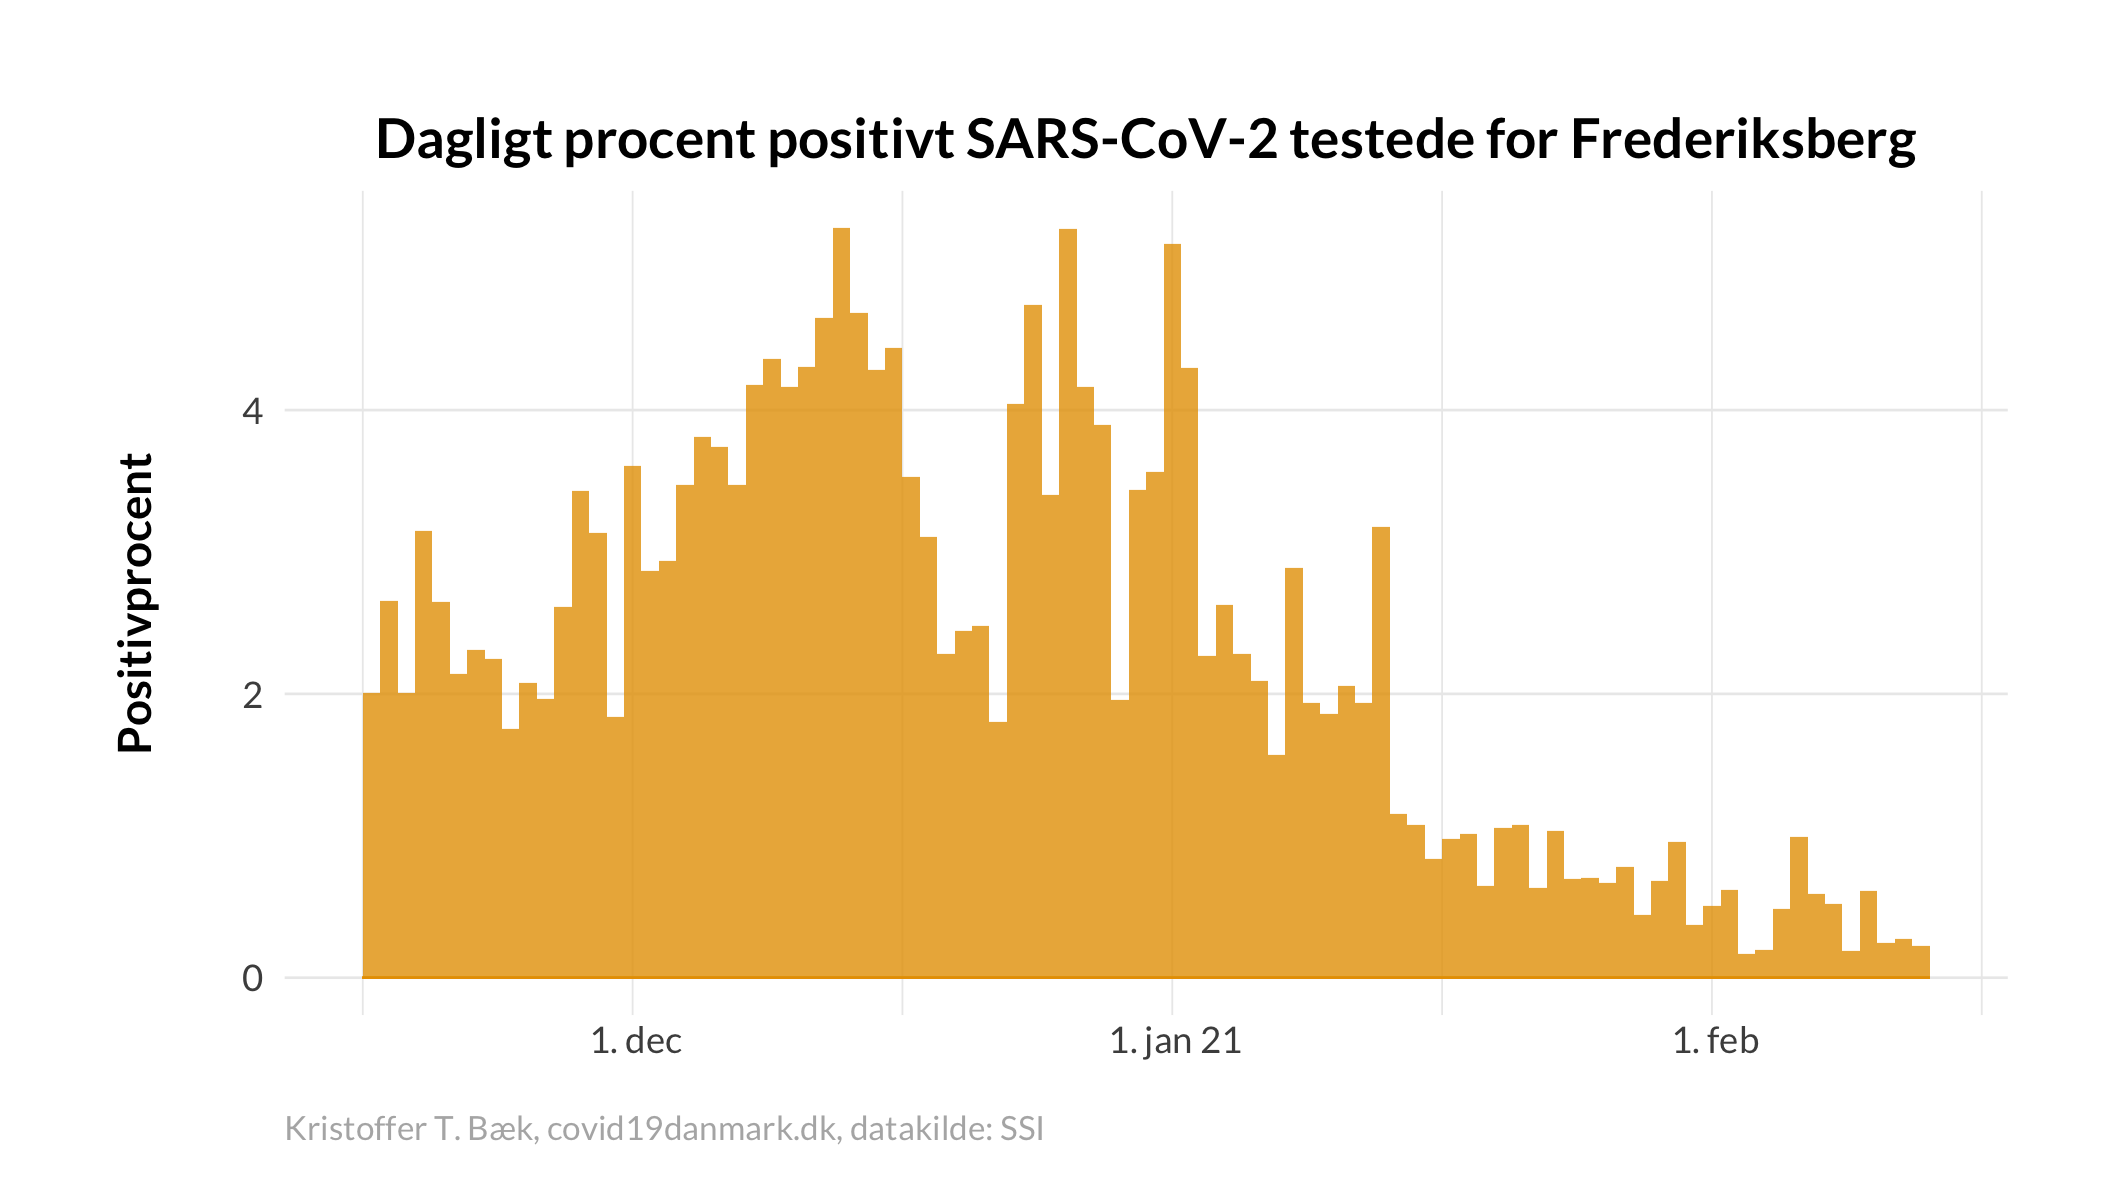 Dagligt procent positivt SARS-CoV-2 testede for Frederiksberg
Positivprocent
4
2
0
1. dec
1. jan 21
1. feb
Kristoffer T. Bæk, covid19danmark.dk, datakilde: SSI